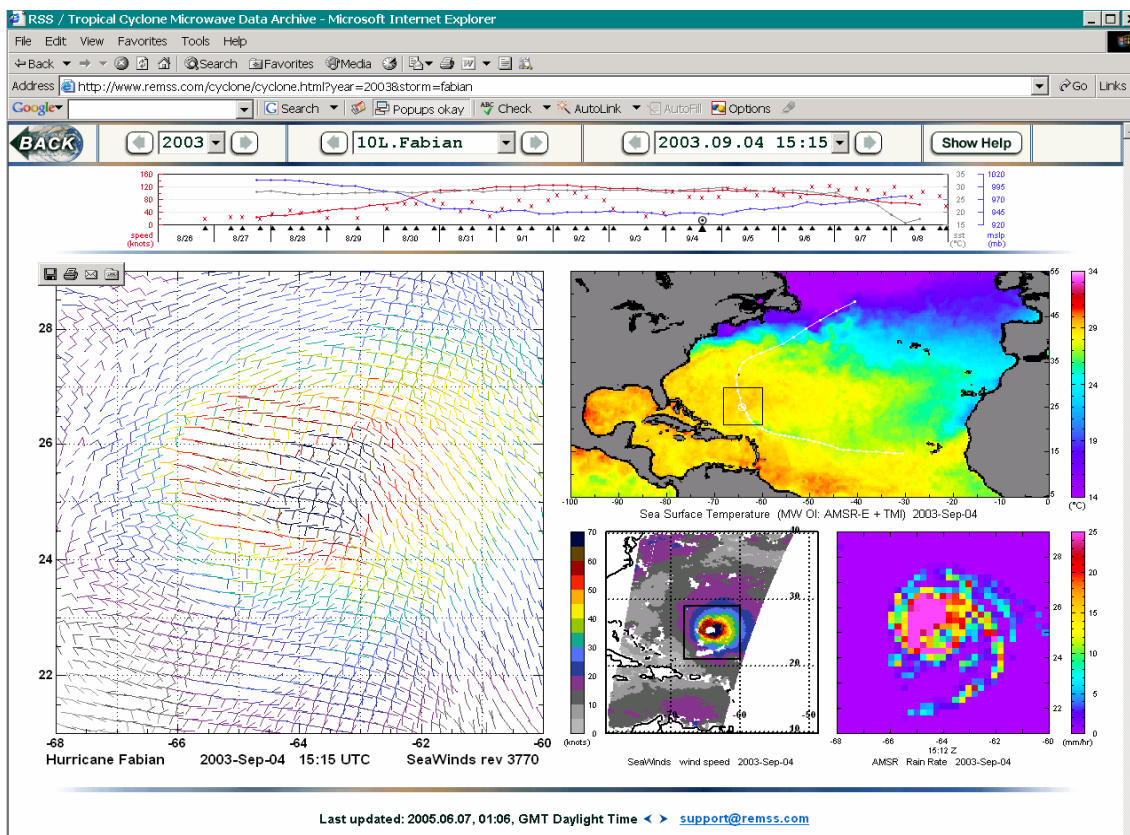 RSS / Tropical Cyclone Microwave Data Archive - Microsoft Internet Explorer
File Edit View Favorites Tools Help
Back Search Favorites Media
Address http://www.remss.com/cyclone/cyclone.html?year=2003&storm=fabian Go Links
Google Search Popups okay ABC Check AutoLink AutoFill Options
BACK 2003 10L.Fabian 2003.09.04 15:15 Show Help
160 35 1020
120 30 995
80 25 970
40 20 945
0 15 920
speed (knots) 8/26 8/27 8/28 8/29 8/30 8/31 9/1 9/2 9/3 9/4 9/5 9/6 9/7 9/8 sst (°C) mslp (mb)
28
26
24
22
-68 -66 -64 -62 -60
Hurricane Fabian 2003-Sep-04 15:15 UTC SeaWinds rev 3770
55 34
45 29
35 24
25 19
15
5 14
(°C)
-100 -90 -80 -70 -60 -50 -40 -30 -20 -10 0
Sea Surface Temperature (MW OI: AMSR-E + TMI) 2003-Sep-04
70
60
50
40
30
20
10
0
(knots)
40
30
20
10
-70 -60 -50
SeaWinds wind speed 2003-Sep-04
28 25
20
26 15
24 10
5
22
0
(mm/hr)
-68 -66 -64 -62 -60
15:12 Z
AMSR Rain Rate 2003-Sep-04
Last updated: 2005.06.07, 01:06, GMT Daylight Time < > support@remss.com